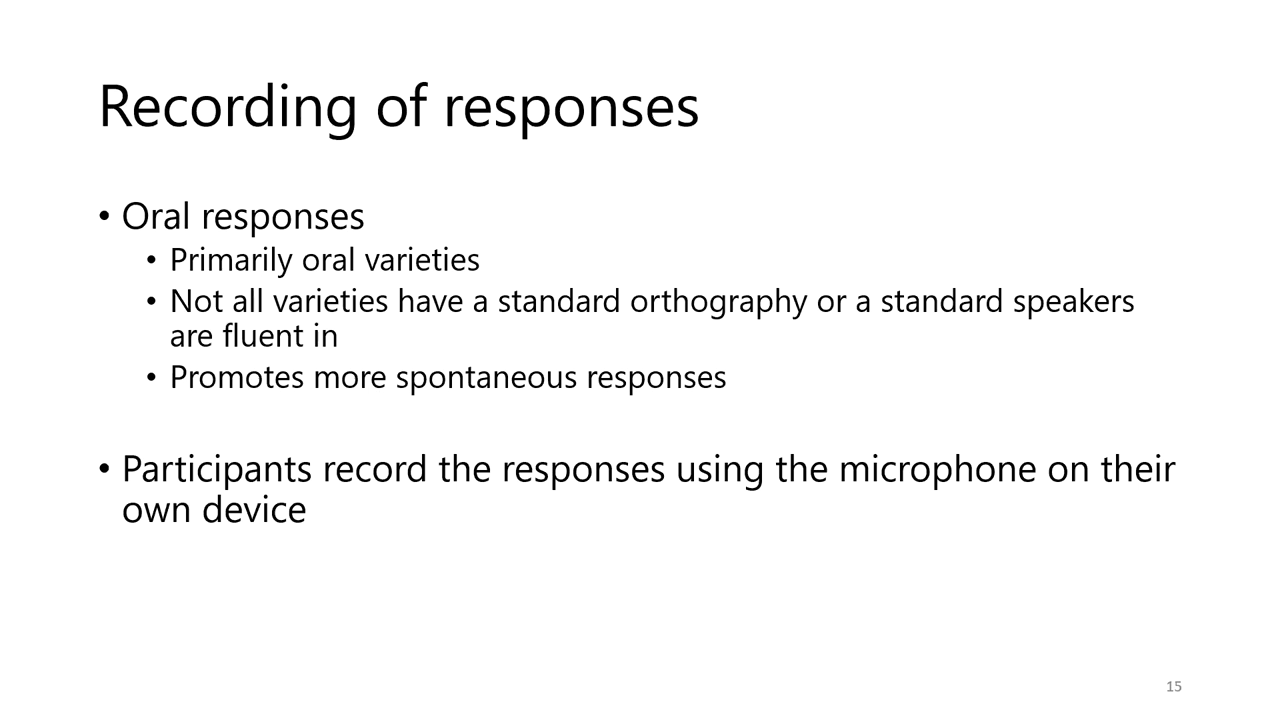 Recording of responses
• Oral responses
• Primarily oral varieties
• Not all varieties have a standard orthography or a standard speakers
are fluent in
• Promotes more spontaneous responses
• Participants record the responses using the microphone on their
own device
15